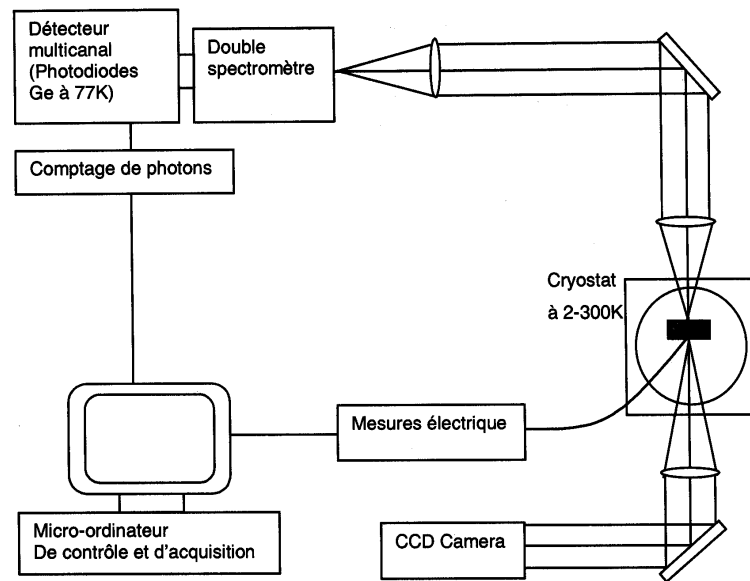 Détecteur
multicanal
(Photodiodes
Ge à 77K)
Double
spectromètre
Comptage de photons
Cryostat
à 2-300K
Mesures électrique
Micro-ordinateur
De contrôle et d'acquisition
CCD Camera